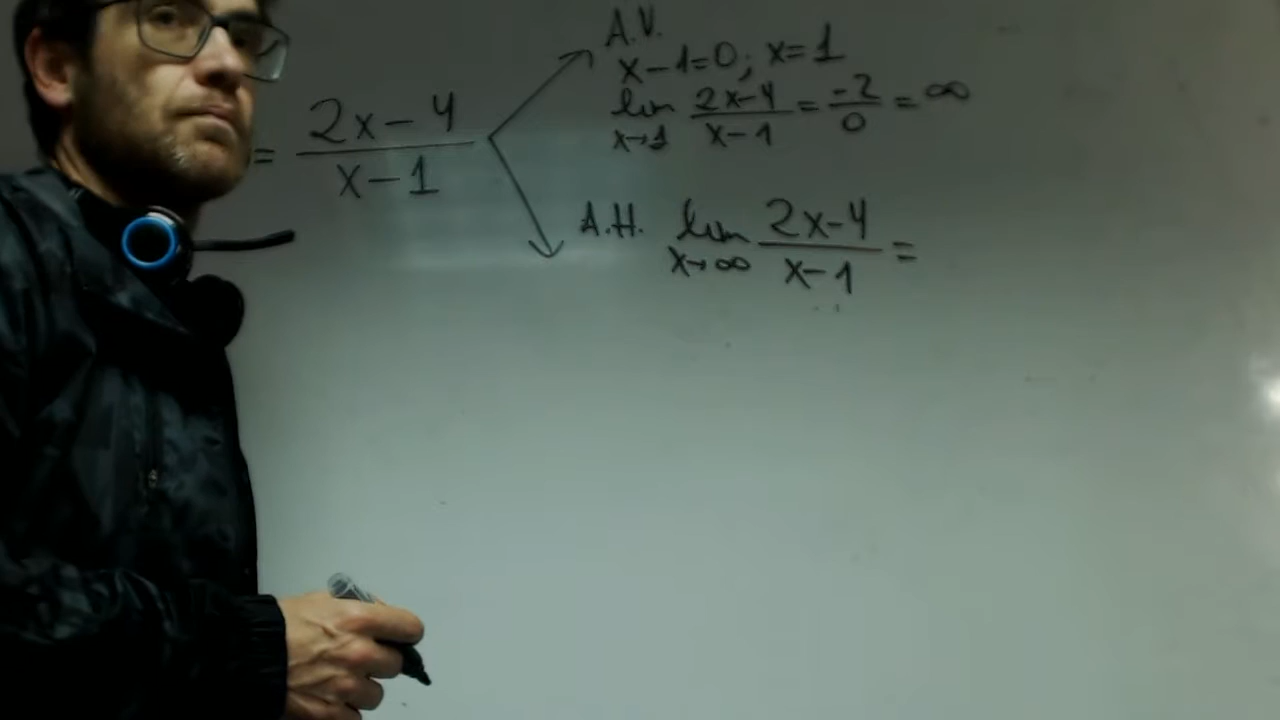 = (2x-4)/(x-1)
A.V.
x-1=0; x=1
lim x→1 (2x-4)/(x-1) = -2/0 = ∞
A.H. lim x→∞ (2x-4)/(x-1) =